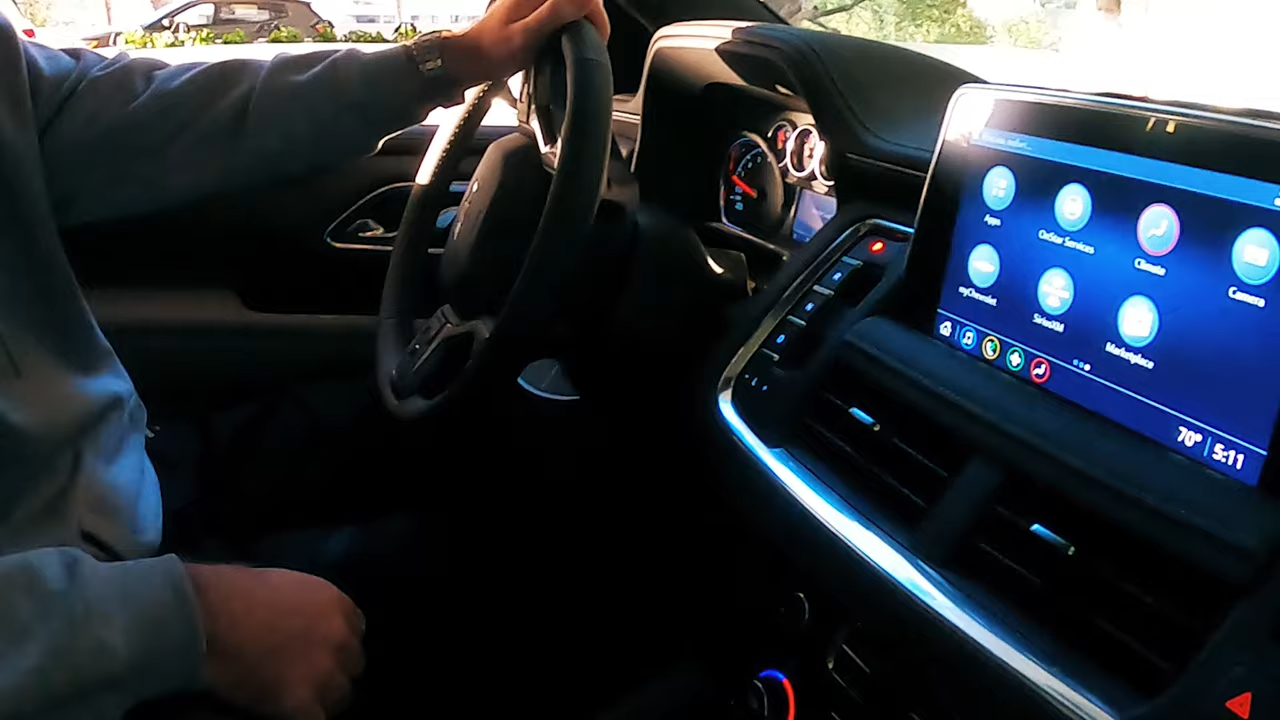 Apps
OnStar Services
Climate
Camera
myChevrolet
SiriusXM
Marketplace
70° 5:11